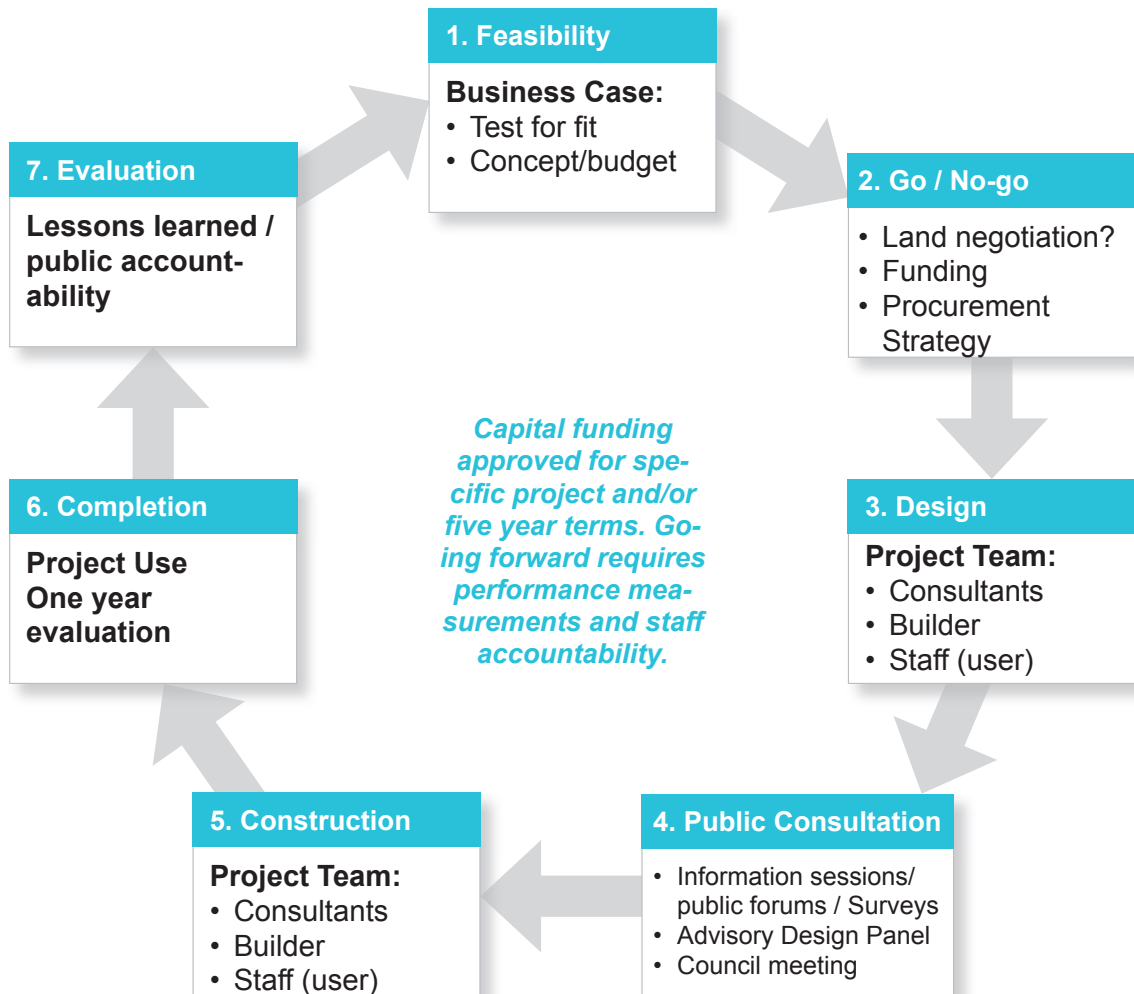 1. Feasibility
Business Case:
• Test for fit
• Concept/budget
2. Go / No-go
• Land negotiation?
• Funding
• Procurement
Strategy
3. Design
Project Team:
• Consultants
• Builder
• Staff (user)
4. Public Consultation
• Information sessions/
public forums / Surveys
• Advisory Design Panel
• Council meeting
5. Construction
Project Team:
• Consultants
• Builder
• Staff (user)
6. Completion
Project Use
One year
evaluation
7. Evaluation
Lessons learned /
public account-
ability
Capital funding
approved for spe-
cific project and/or
five year terms. Go-
ing forward requires
performance mea-
surements and staff
accountability.